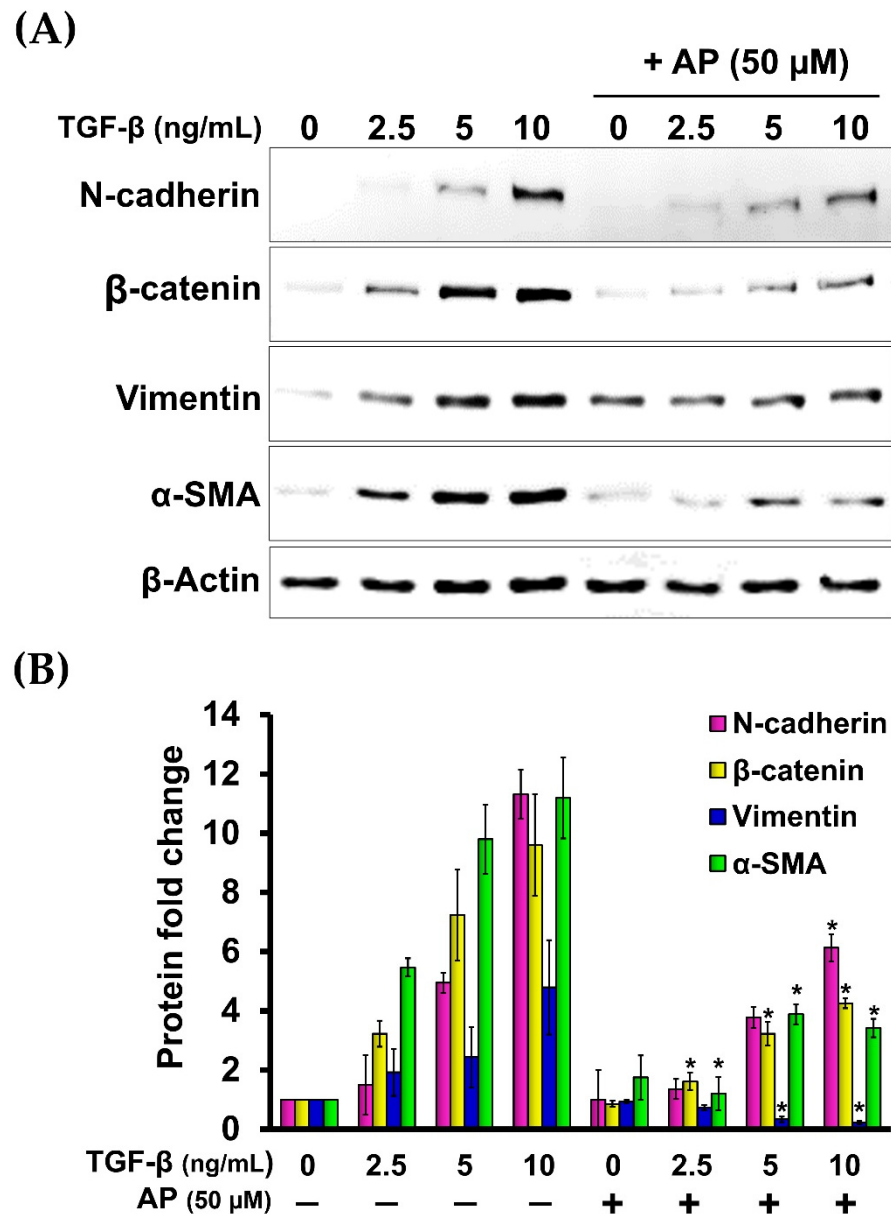 (A)
+ AP (50 µM)
TGF-β (ng/mL) 0 2.5 5 10 0 2.5 5 10
N-cadherin
β-catenin
Vimentin
α-SMA
β-Actin
(B)
14
12
10
8
6
4
2
0
Protein fold change
N-cadherin
β-catenin
Vimentin
α-SMA
* * * * * * * * * *
TGF-β (ng/mL) 0 2.5 5 10 0 2.5 5 10
AP (50 µM) − − − − + + + +